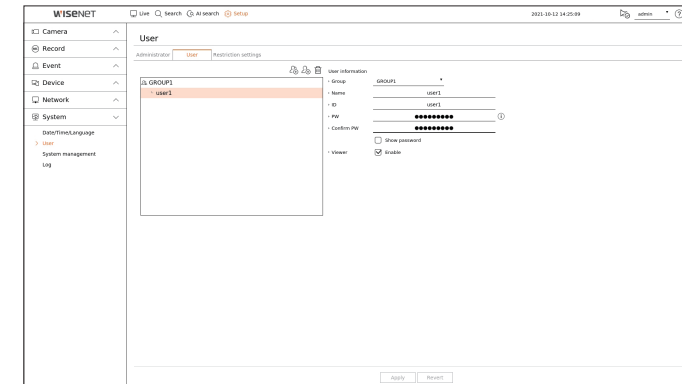 WISENET
Live Search AI search Setup 2021-10-12 14:25:09 admin
Camera
Record
Event
Device
Network
System
Date/Time/Language
> User
System management
Log
User
Administrator User Restriction settings
GROUP1
user1
User information
• Group GROUP1
• Name user1
• ID user1
• PW ●●●●●●●●●
• Confirm PW ●●●●●●●●●
Show password
• Viewer Enable
Apply Revert